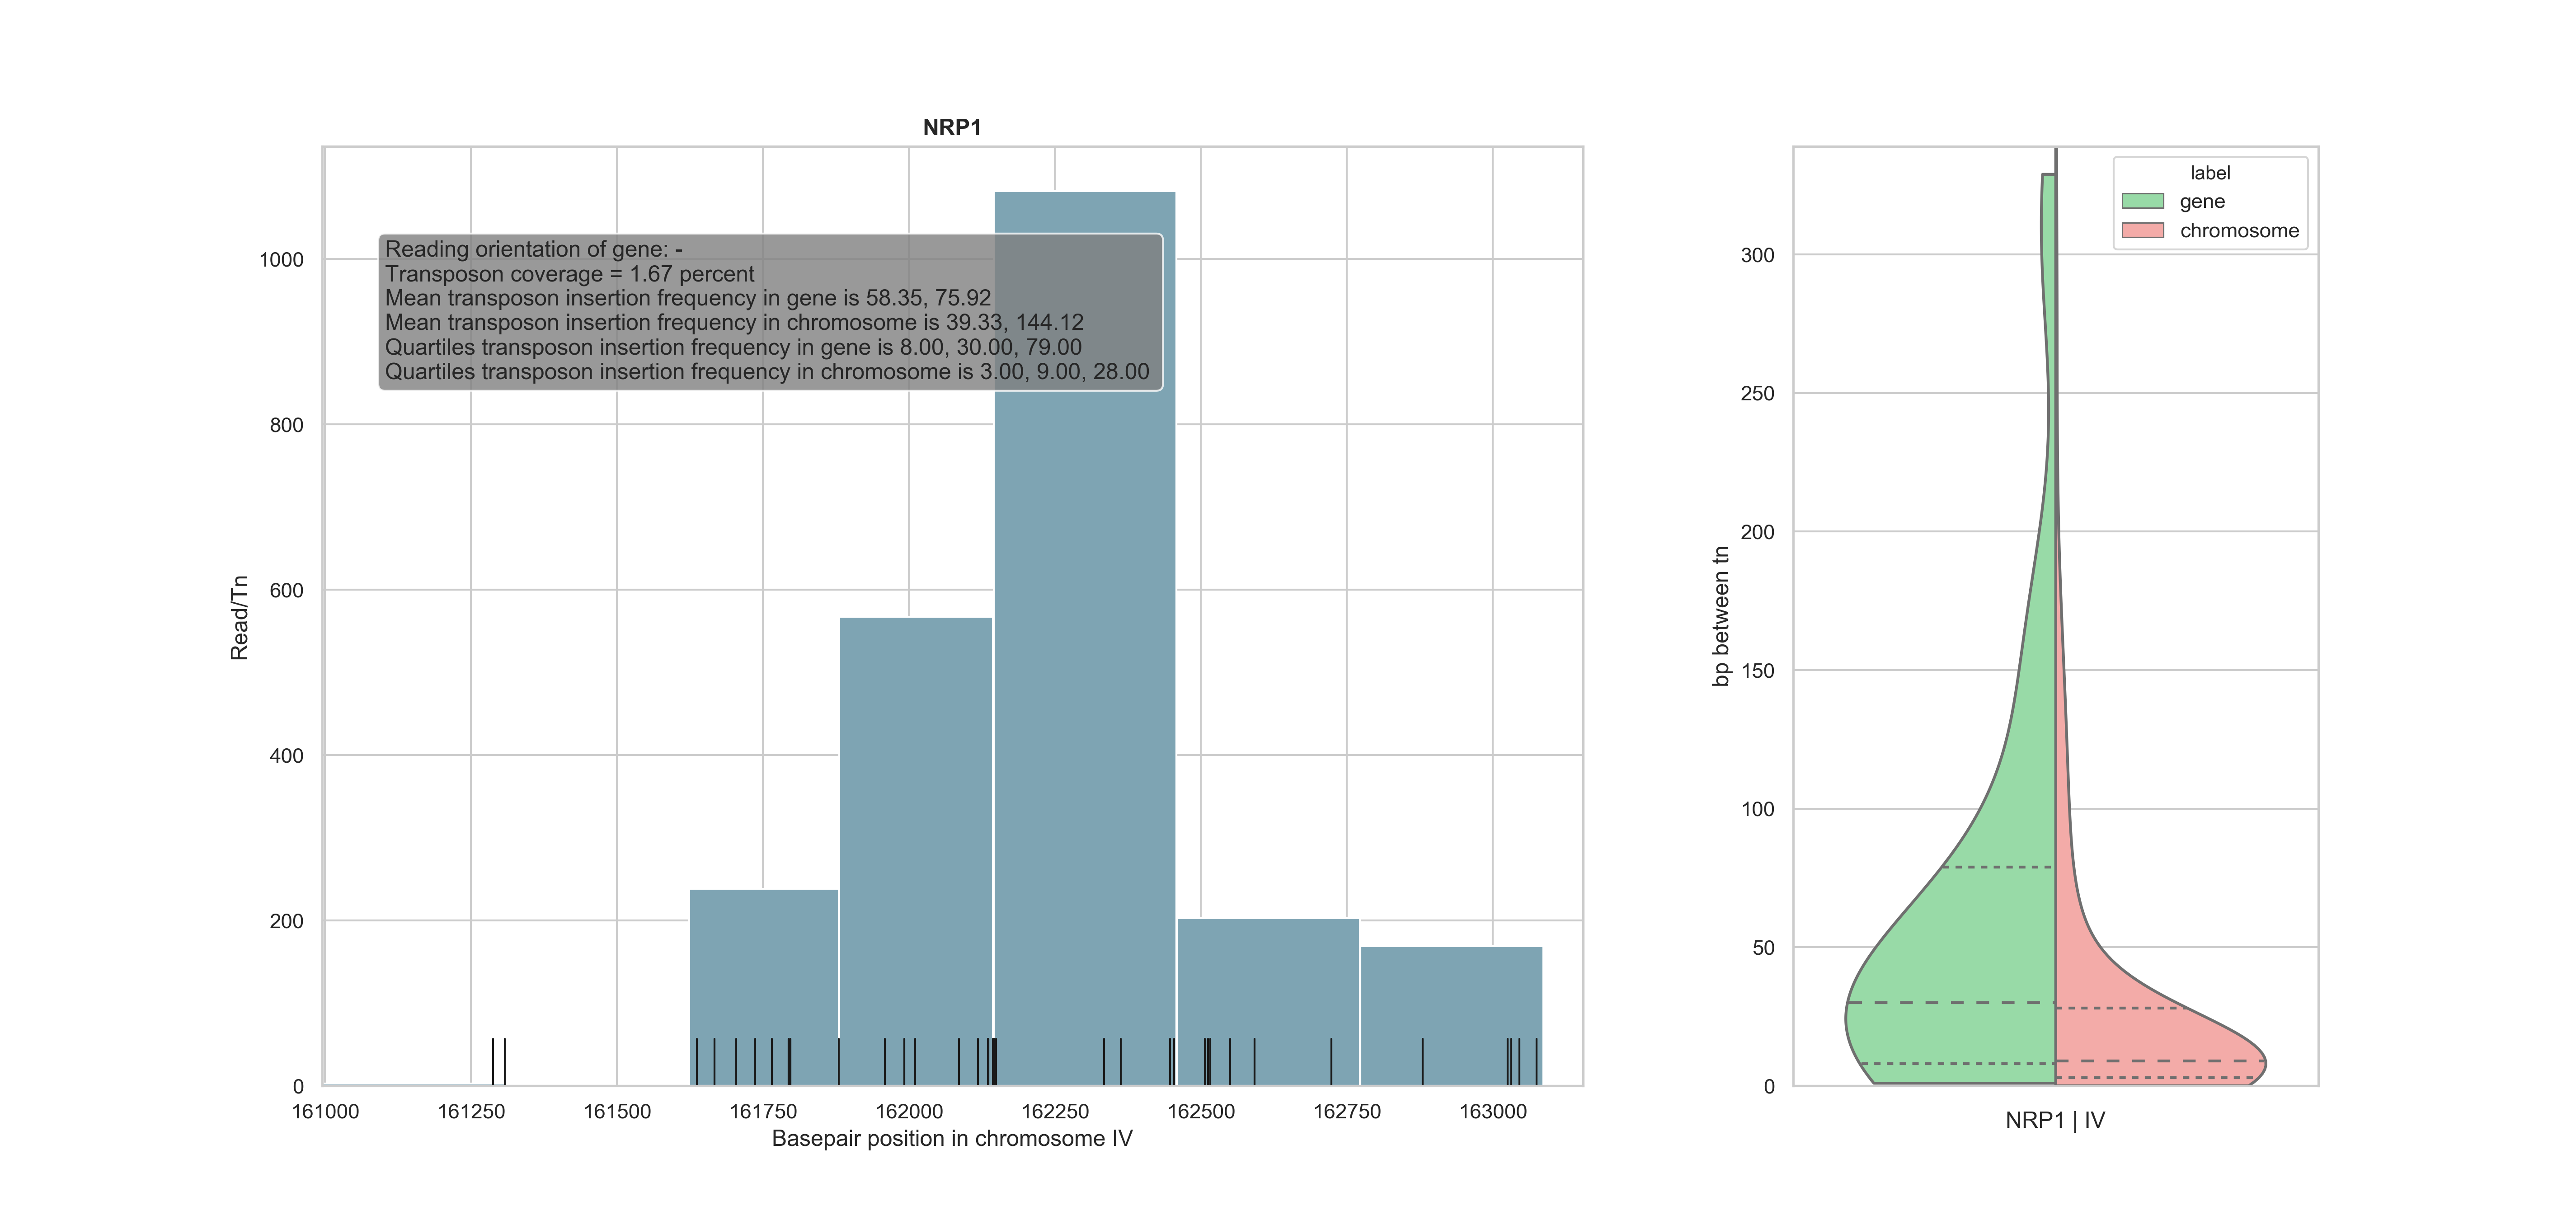 NRP1
Reading orientation of gene: -
Transposon coverage = 1.67 percent
Mean transposon insertion frequency in gene is 58.35, 75.92
Mean transposon insertion frequency in chromosome is 39.33, 144.12
Quartiles transposon insertion frequency in gene is 8.00, 30.00, 79.00
Quartiles transposon insertion frequency in chromosome is 3.00, 9.00, 28.00
Read/Tn
1000
800
600
400
200
0
161000 161250 161500 161750 162000 162250 162500 162750 163000
Basepair position in chromosome IV
label
gene
chromosome
bp between tn
300
250
200
150
100
50
0
NRP1 | IV